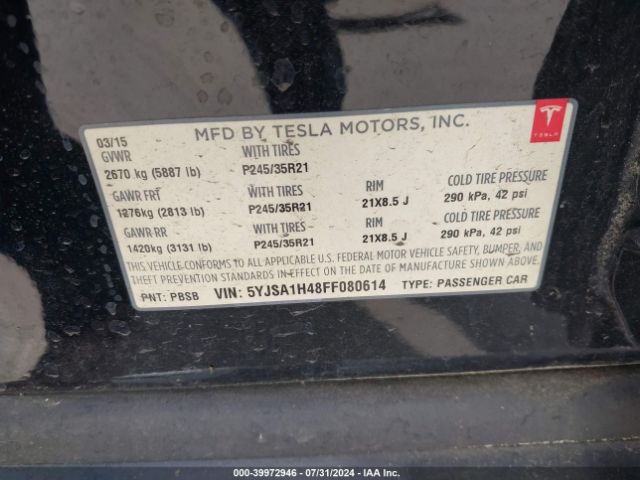 03/15 MFD BY TESLA MOTORS, INC.
TESLA
GVWR WITH TIRES
2670 kg (5887 lb) P245/35R21
GAWR FRT WITH TIRES RIM COLD TIRE PRESSURE
1276kg (2813 lb) P245/35R21 21X8.5 J 290 kPa, 42 psi
GAWR RR WITH TIRES RIM COLD TIRE PRESSURE
1420kg (3131 lb) P245/35R21 21X8.5 J 290 kPa, 42 psi
THIS VEHICLE CONFORMS TO ALL APPLICABLE U.S. FEDERAL MOTOR VEHICLE SAFETY, BUMPER, AND
THEFT PREVENTION STANDARDS IN EFFECT ON THE DATE OF MANUFACTURE SHOWN ABOVE.
PNT: PBSB VIN: 5YJSA1H48FF080614 TYPE: PASSENGER CAR
000-39972946 - 07/31/2024 - IAA Inc.